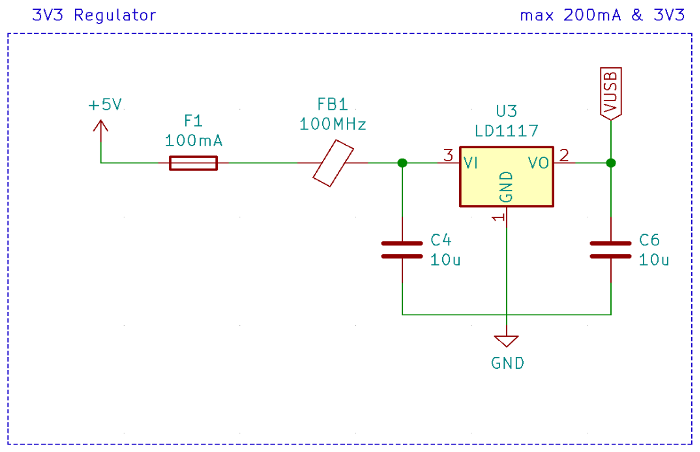 3V3 Regulator
max 200mA & 3V3
+5V
F1
100mA
FB1
100MHz
U3
LD1117
VUSB
3
VI
VO
2
GND
1
C4
10u
C6
10u
GND